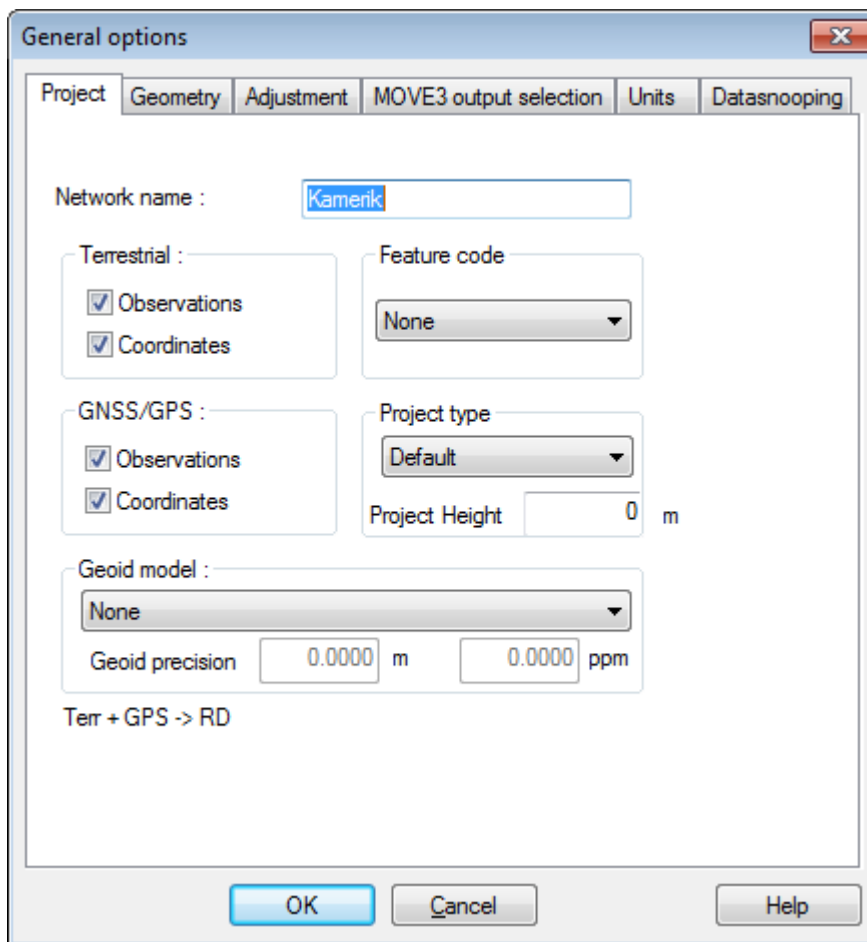 General options
Project Geometry Adjustment MOVE3 output selection Units Datasnooping
Network name : Kamerik
Terrestrial : Feature code
Observations
None
Coordinates
GNSS/GPS : Project type
Observations Default
Coordinates
Project Height 0 m
Geoid model :
None
Geoid precision 0.0000 m 0.0000 ppm
Terr + GPS -> RD
OK Cancel Help